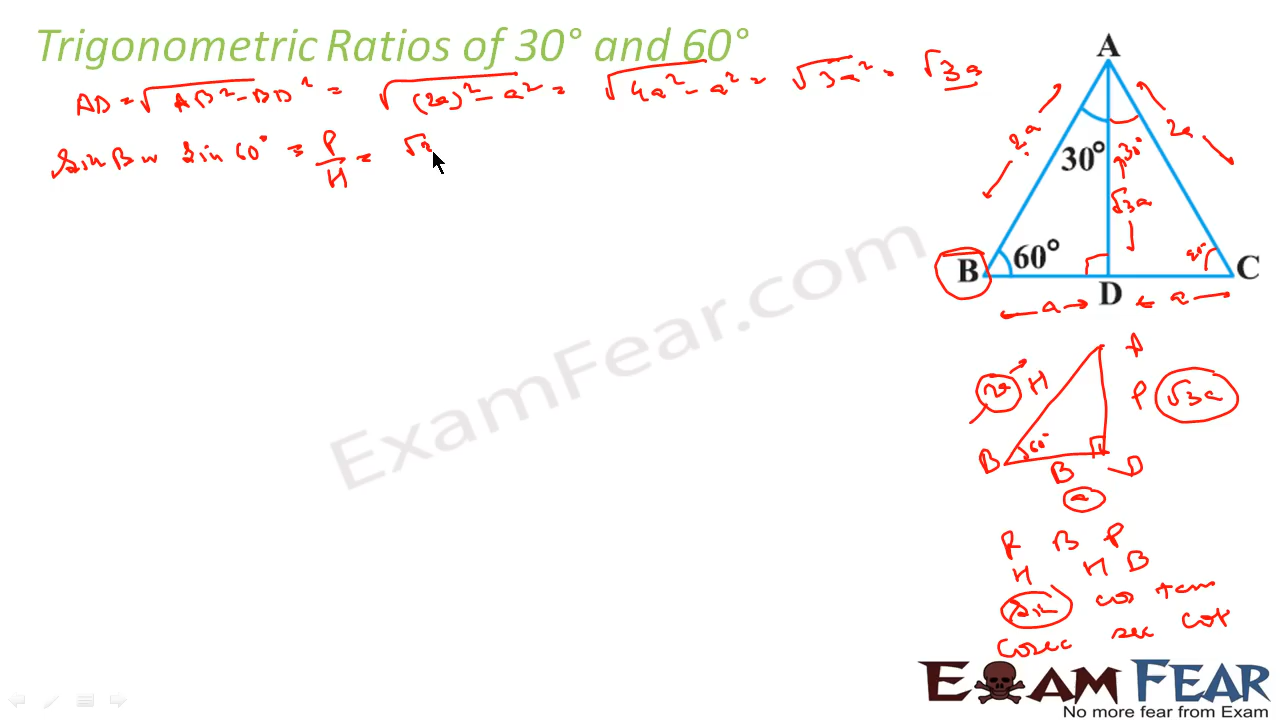 Trigonometric Ratios of 30° and 60°
AD = √AB² - BD² = √(2a)² - a² = √4a² - a² = √3a² = √3a
Sin B = Sin 60° = P/H =
A
2a
2a
30°
30°
√3a
B
60°
D
C
a
a
A
2a H
P √3a
B
60°
B
D
a
P B P
H H B
sin cos tan
cosec sec cot
ExamFear.com
EXAM FEAR
No more fear from Exam